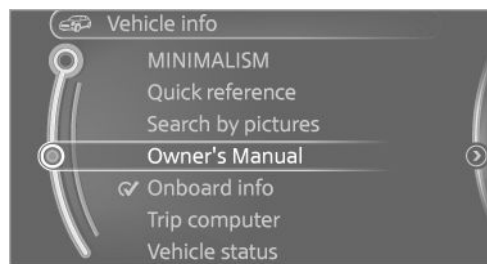 Vehicle info
MINIMALISM
Quick reference
Search by pictures
Owner's Manual
Onboard info
Trip computer
Vehicle status